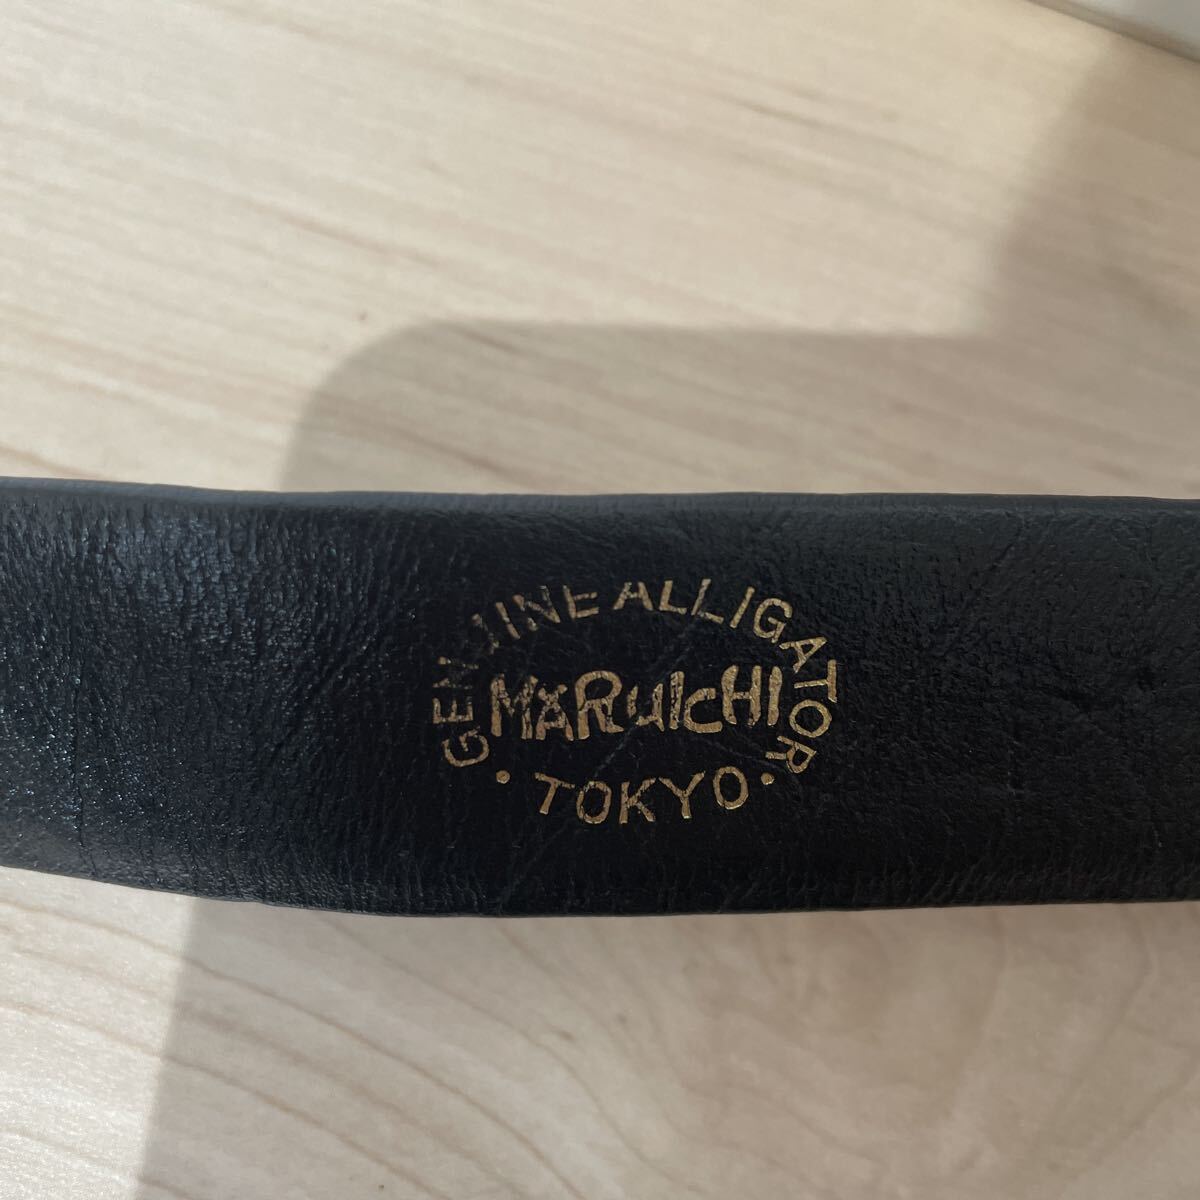 GENUINE ALLIGATOR
MARUICHI
• TOKYO •